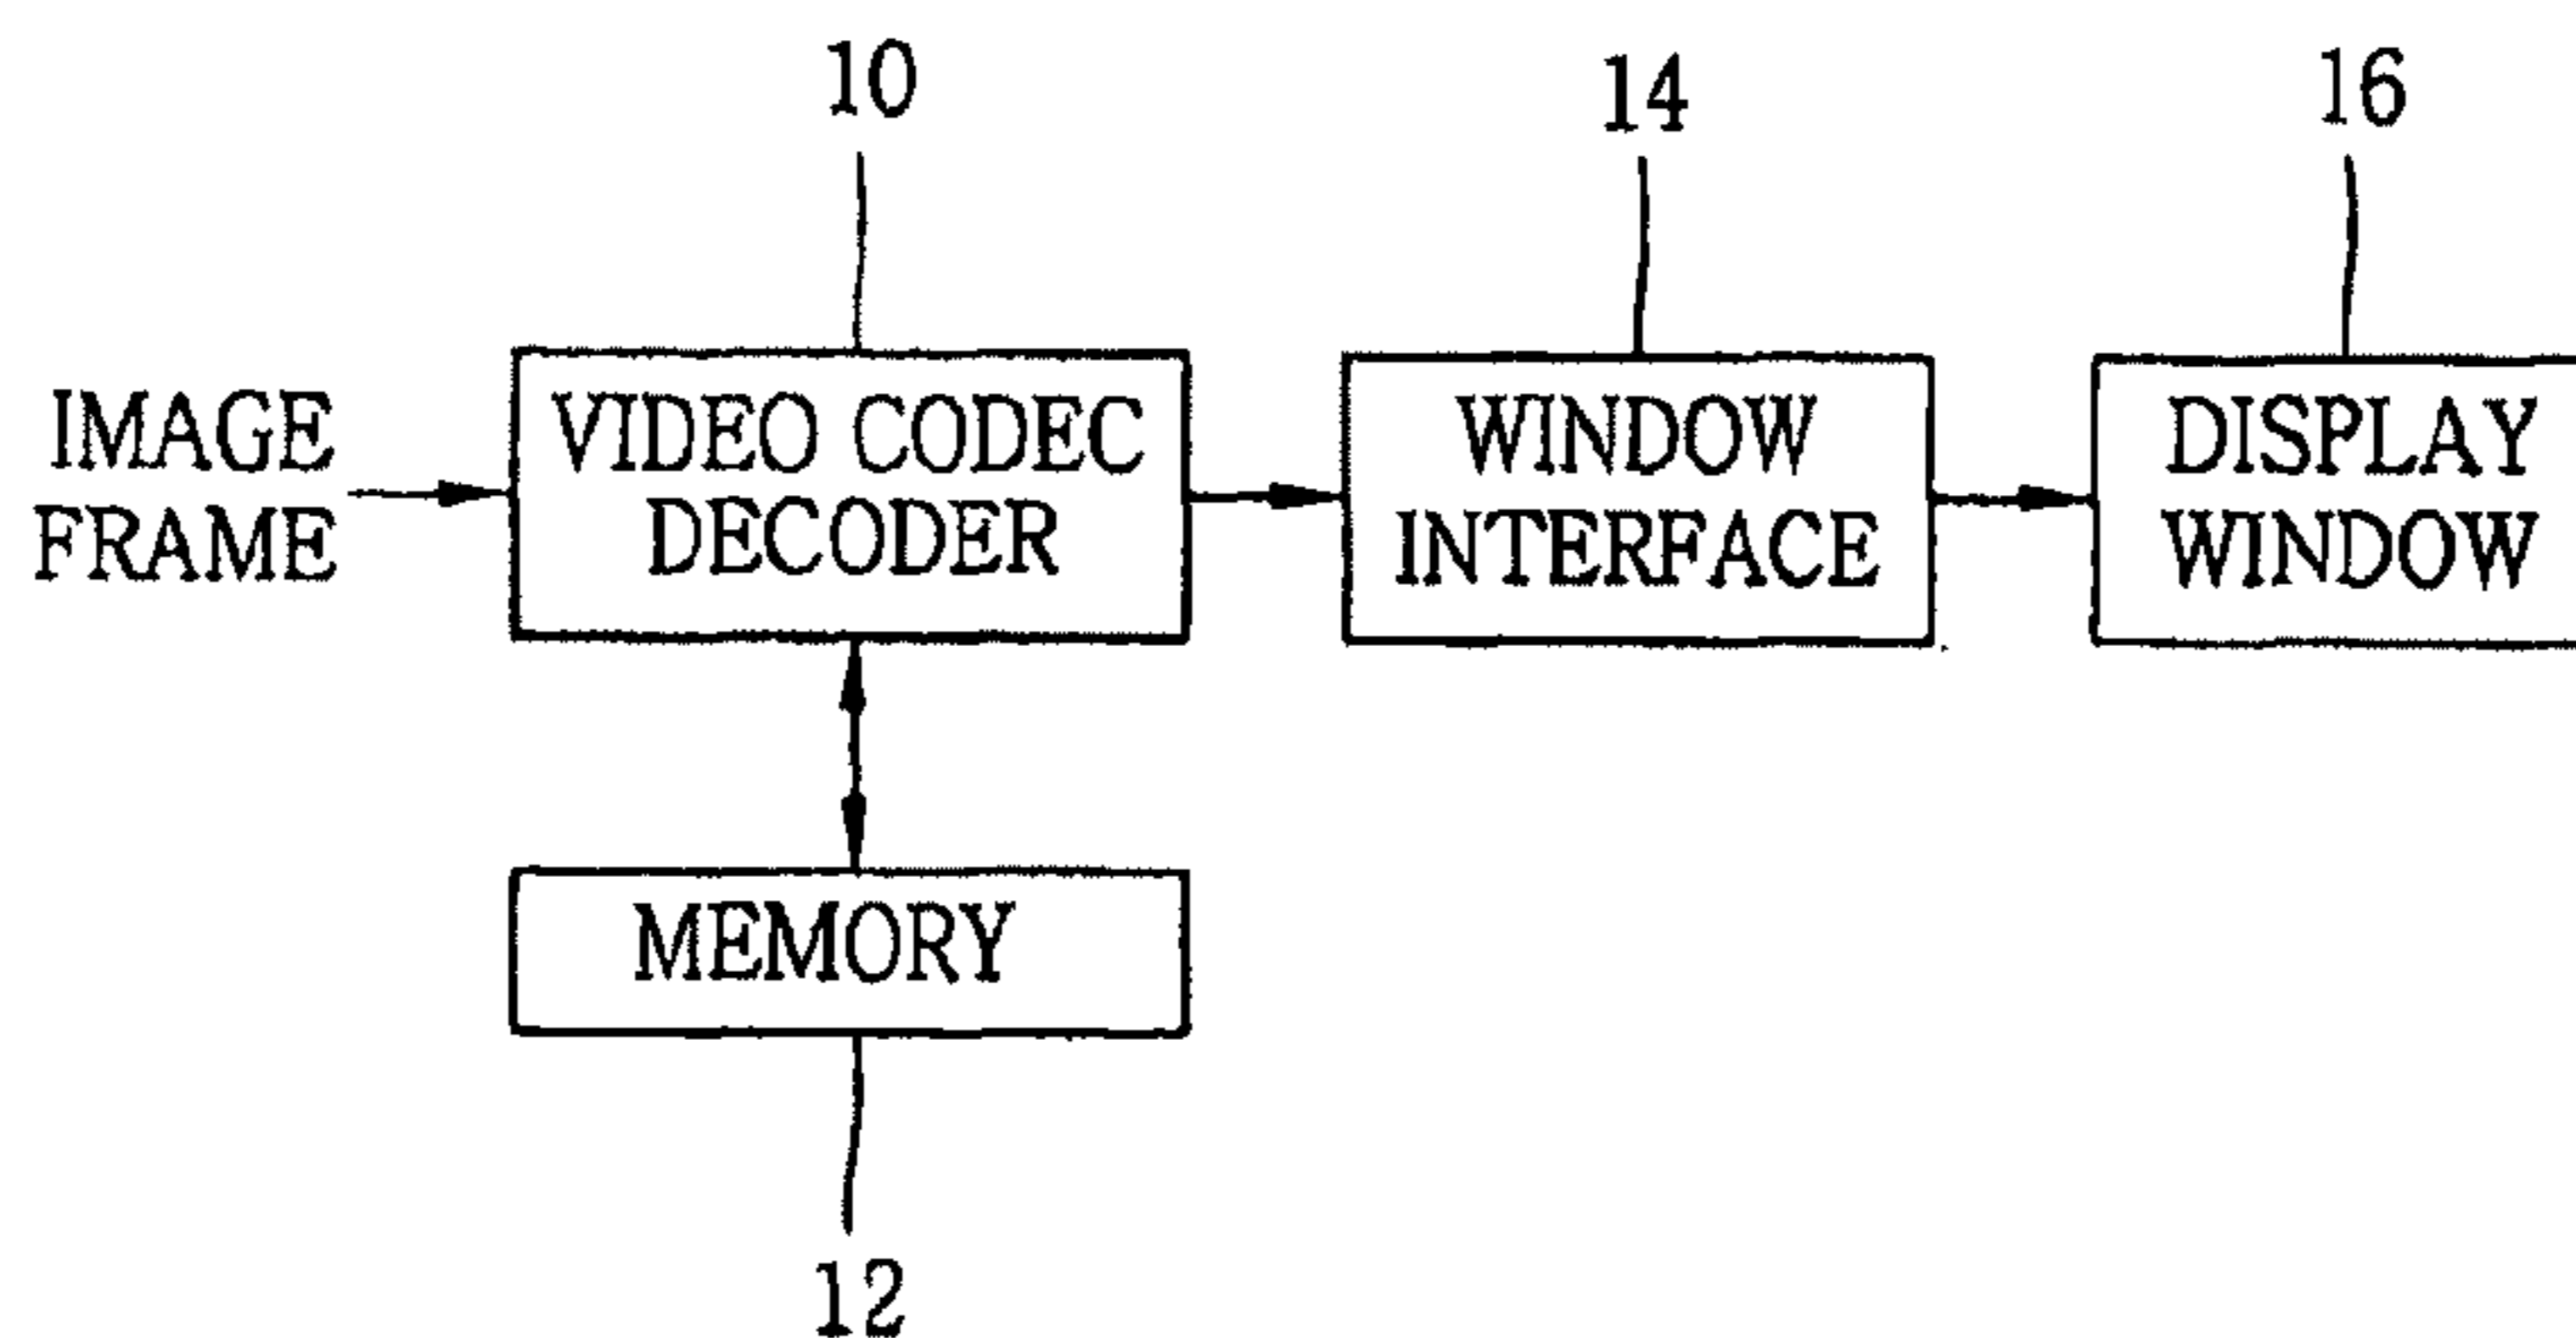 10
14
16
IMAGE
FRAME
VIDEO CODEC
DECODER
WINDOW
INTERFACE
DISPLAY
WINDOW
MEMORY
12